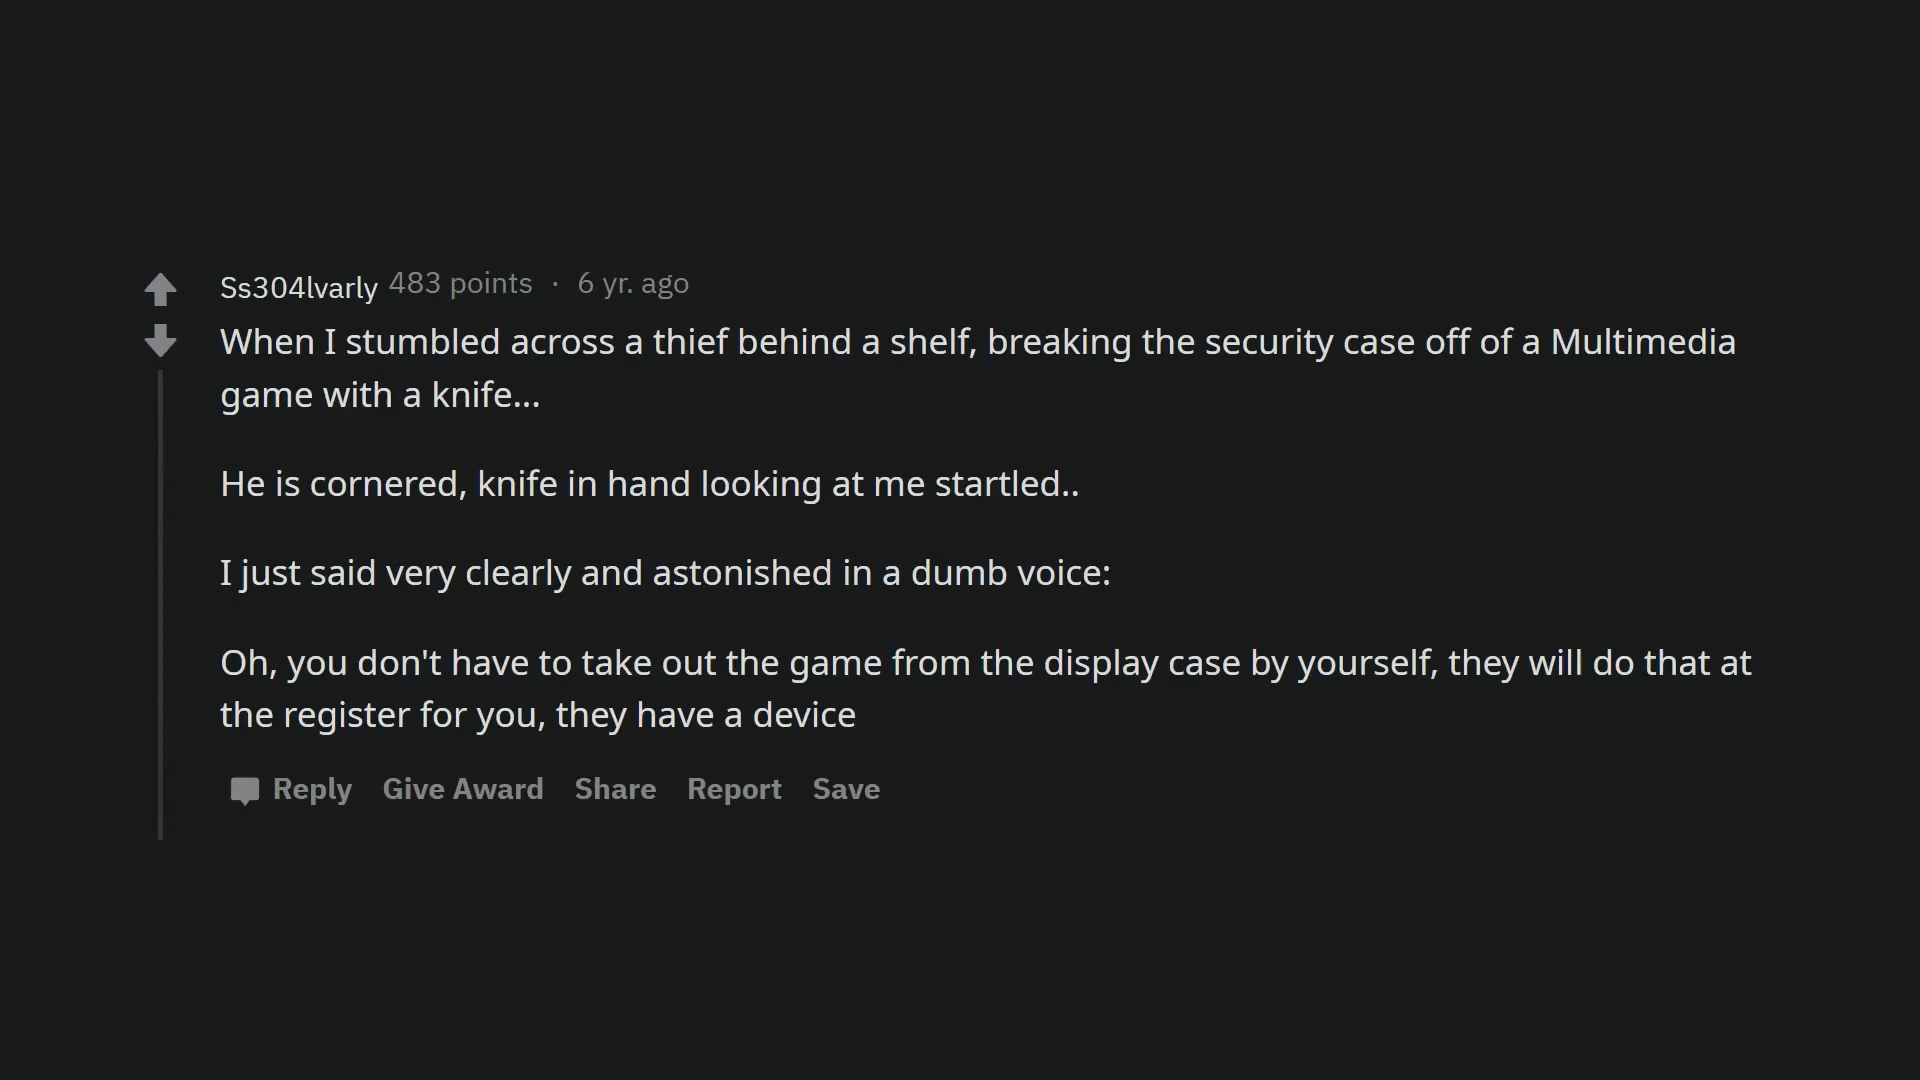 Ss304lvarly 483 points · 6 yr. ago
When I stumbled across a thief behind a shelf, breaking the security case off of a Multimedia
game with a knife...
He is cornered, knife in hand looking at me startled..
I just said very clearly and astonished in a dumb voice:
Oh, you don't have to take out the game from the display case by yourself, they will do that at
the register for you, they have a device
Reply Give Award Share Report Save